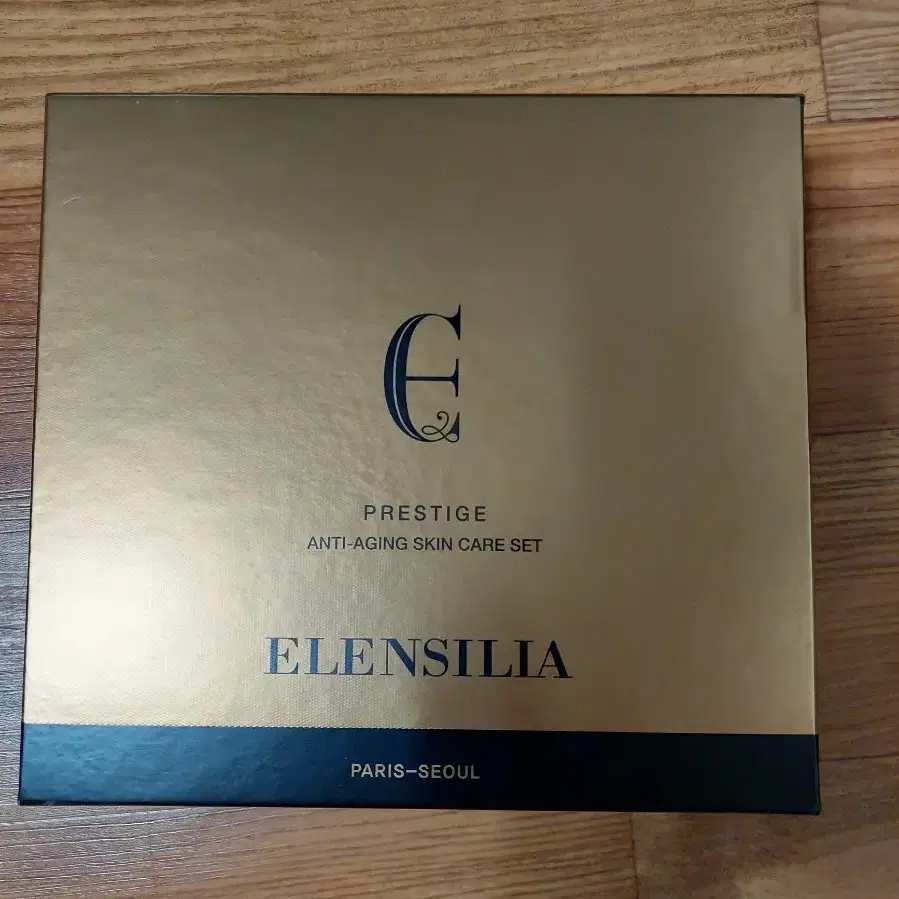 PRESTIGE
ANTI-AGING SKIN CARE SET
ELENSILIA
PARIS–SEOUL